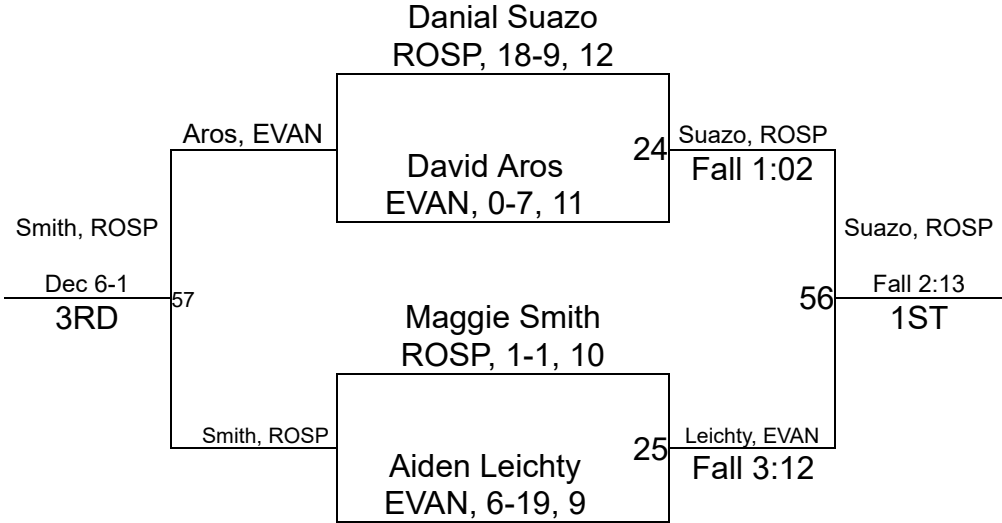 Danial Suazo
ROSP, 18-9, 12
Aros, EVAN
David Aros
EVAN, 0-7, 11
24
Suazo, ROSP
Fall 1:02
Smith, ROSP
Dec 6-1
3RD
57
Suazo, ROSP
Fall 2:13
1ST
56
Maggie Smith
ROSP, 1-1, 10
Smith, ROSP
Aiden Leichty
EVAN, 6-19, 9
25
Leichty, EVAN
Fall 3:12